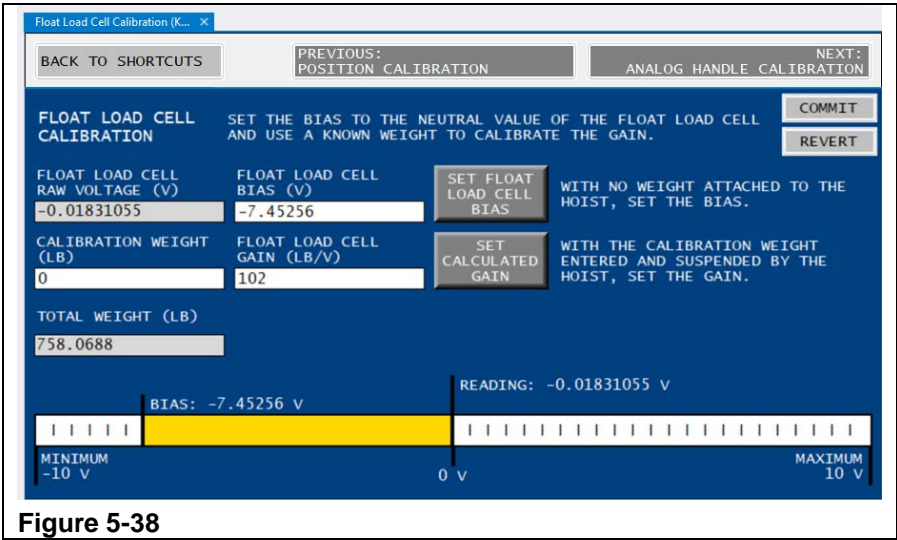 Float Load Cell Calibration (K... ×
BACK TO SHORTCUTS
PREVIOUS:
POSITION CALIBRATION
NEXT:
ANALOG HANDLE CALIBRATION
FLOAT LOAD CELL
CALIBRATION
SET THE BIAS TO THE NEUTRAL VALUE OF THE FLOAT LOAD CELL
AND USE A KNOWN WEIGHT TO CALIBRATE THE GAIN.
COMMIT
REVERT
FLOAT LOAD CELL
RAW VOLTAGE (V)
-0.01831055
FLOAT LOAD CELL
BIAS (V)
-7.45256
SET FLOAT
LOAD CELL
BIAS
WITH NO WEIGHT ATTACHED TO THE
HOIST, SET THE BIAS.
CALIBRATION WEIGHT
(LB)
0
FLOAT LOAD CELL
GAIN (LB/V)
102
SET
CALCULATED
GAIN
WITH THE CALIBRATION WEIGHT
ENTERED AND SUSPENDED BY THE
HOIST, SET THE GAIN.
TOTAL WEIGHT (LB)
758.0688
READING: -0.01831055 V
BIAS: -7.45256 V
MINIMUM
-10 V
0 V
MAXIMUM
10 V
Figure 5-38